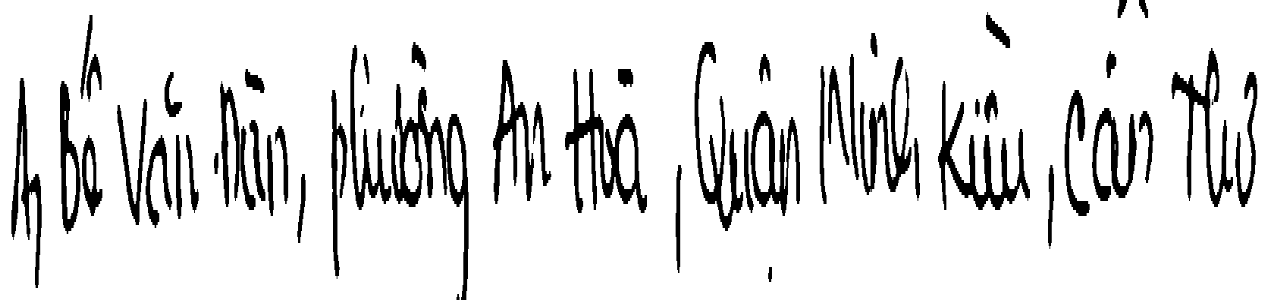 Bế Văn Đàn, phường An Hoà, Quận Ninh Kiều, Cần Thơ